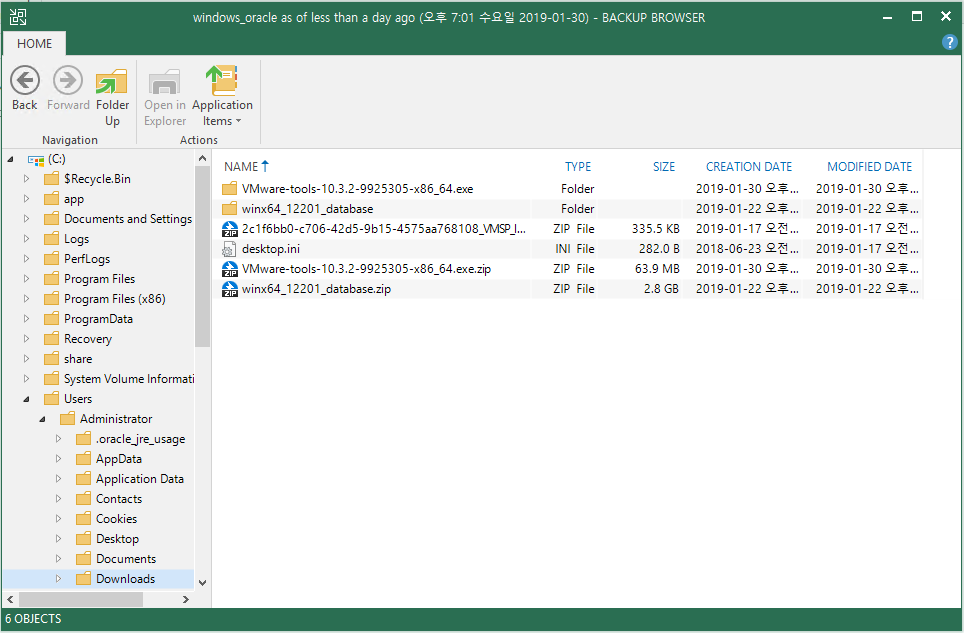 windows_oracle as of less than a day ago (오후 7:01 수요일 2019-01-30) - BACKUP BROWSER
HOME
?
Back
Forward
Folder Up
Open in Explorer
Application Items
Navigation
Actions
(C:)
$Recycle.Bin
app
Documents and Settings
Logs
PerfLogs
Program Files
Program Files (x86)
ProgramData
Recovery
share
System Volume Informati
Users
Administrator
.oracle_jre_usage
AppData
Application Data
Contacts
Cookies
Desktop
Documents
Downloads
NAME TYPE SIZE CREATION DATE MODIFIED DATE
VMware-tools-10.3.2-9925305-x86_64.exe Folder 2019-01-30 오후... 2019-01-30 오후...
winx64_12201_database Folder 2019-01-22 오후... 2019-01-22 오후...
ZIP 2c1f6bb0-c706-42d5-9b15-4575aa768108_VMSP_I... ZIP File 335.5 KB 2019-01-17 오전... 2019-01-17 오전...
desktop.ini INI File 282.0 B 2018-06-23 오전... 2019-01-17 오전...
ZIP VMware-tools-10.3.2-9925305-x86_64.exe.zip ZIP File 63.9 MB 2019-01-30 오후... 2019-01-30 오후...
ZIP winx64_12201_database.zip ZIP File 2.8 GB 2019-01-22 오후... 2019-01-22 오후...
6 OBJECTS